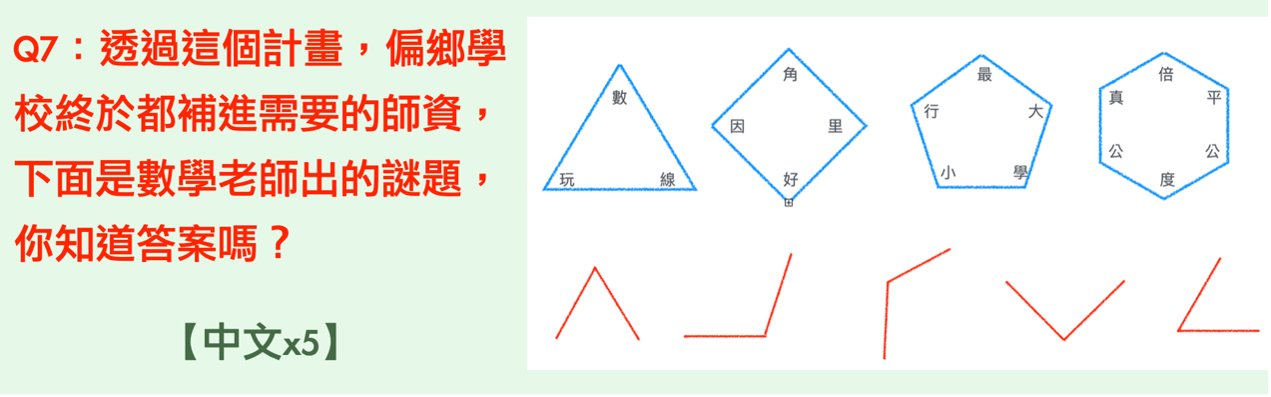 Q7：透過這個計畫，偏鄉學
校終於都補進需要的師資，
下面是數學老師出的謎題，
你知道答案嗎？
【中文x5】
數
玩 線
角
因 里
好
最
行 大
小 學
倍
真 平
公 公
度